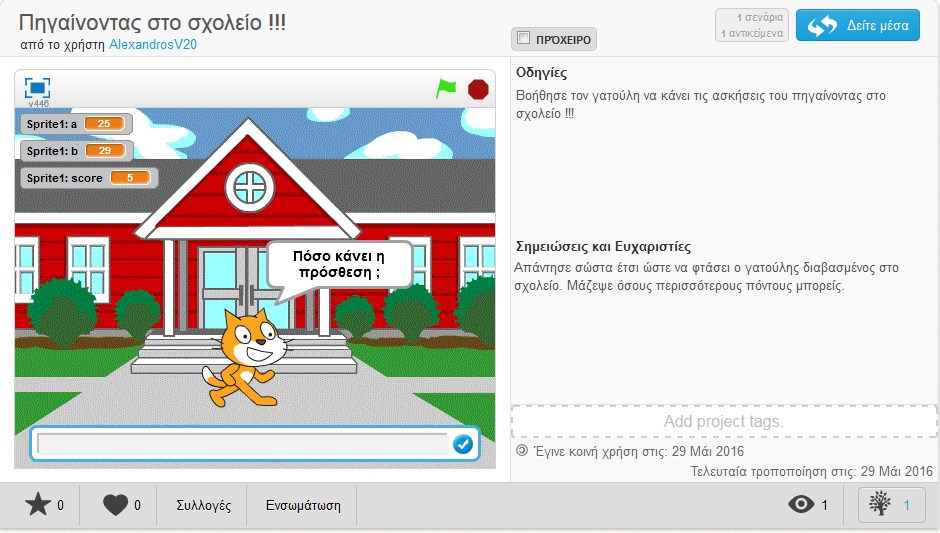 Πηγαίνοντας στο σχολείο !!!
από το χρήστη AlexandrosV20
ΠΡΌΧΕΙΡΟ
1 σενάρια
1 αντικείμενα
Δείτε μέσα
v446
Sprite1: a 25
Sprite1: b 29
Sprite1: score 5
Πόσο κάνει η
πρόσθεση ;
Οδηγίες
Βοήθησε τον γατούλη να κάνει τις ασκήσεις του πηγαίνοντας στο
σχολείο !!!
Σημειώσεις και Ευχαριστίες
Απάντησε σώστα έτσι ώστε να φτάσει ο γατούλης διαβασμένος στο
σχολείο. Μάζεψε όσους περισσότερους πόντους μπορείς.
Add project tags.
Έγινε κοινή χρήση στις: 29 Μάι 2016
Τελευταία τροποποίηση στις: 29 Μάι 2016
0
0
Συλλογές
Ενσωμάτωση
1
1